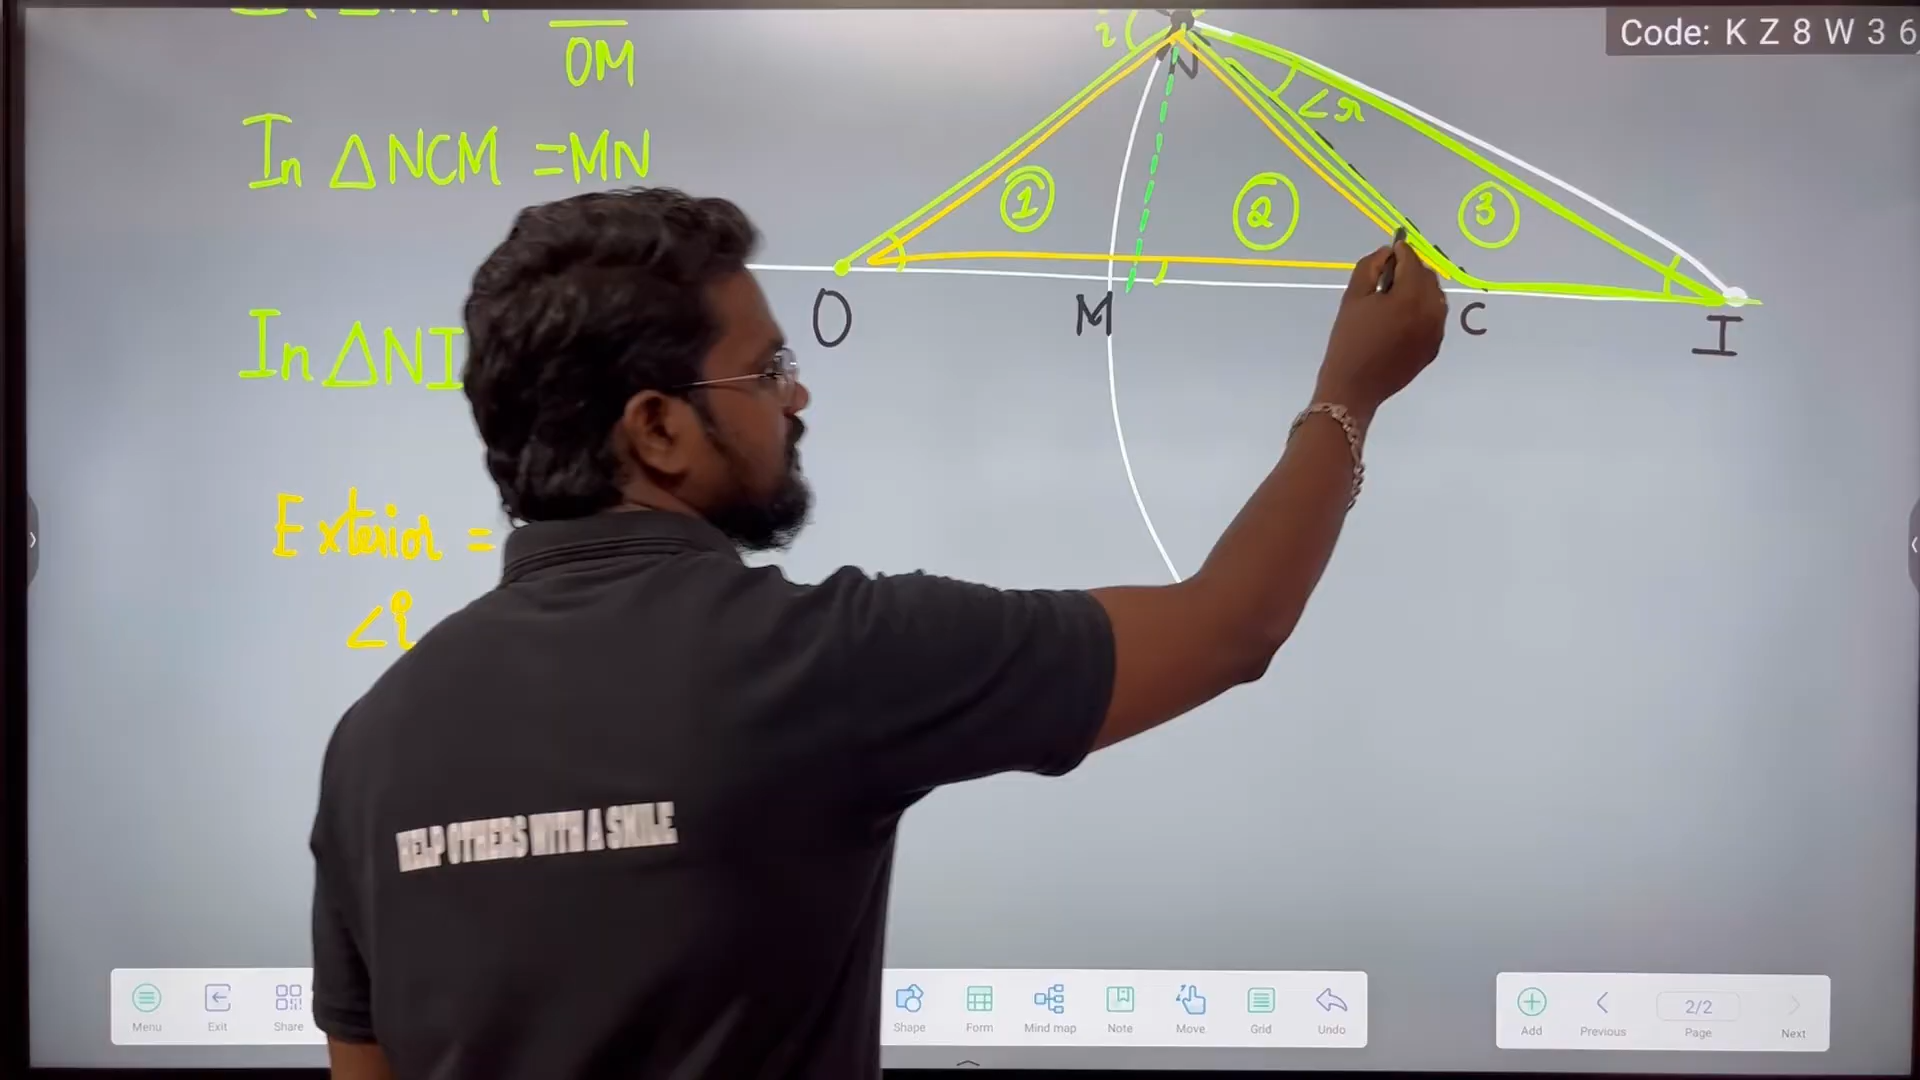 Code: K Z 8 W 3 6
OM
In △NCM = MN
In △NI
Exterior =
∠i
i
N
∠r
①
②
③
O
M
C
I
HELP OTHERS WITH A SMILE
Menu
Exit
Share
Shape
Form
Mind map
Note
Move
Grid
Undo
Add
Previous
2/2
Page
Next